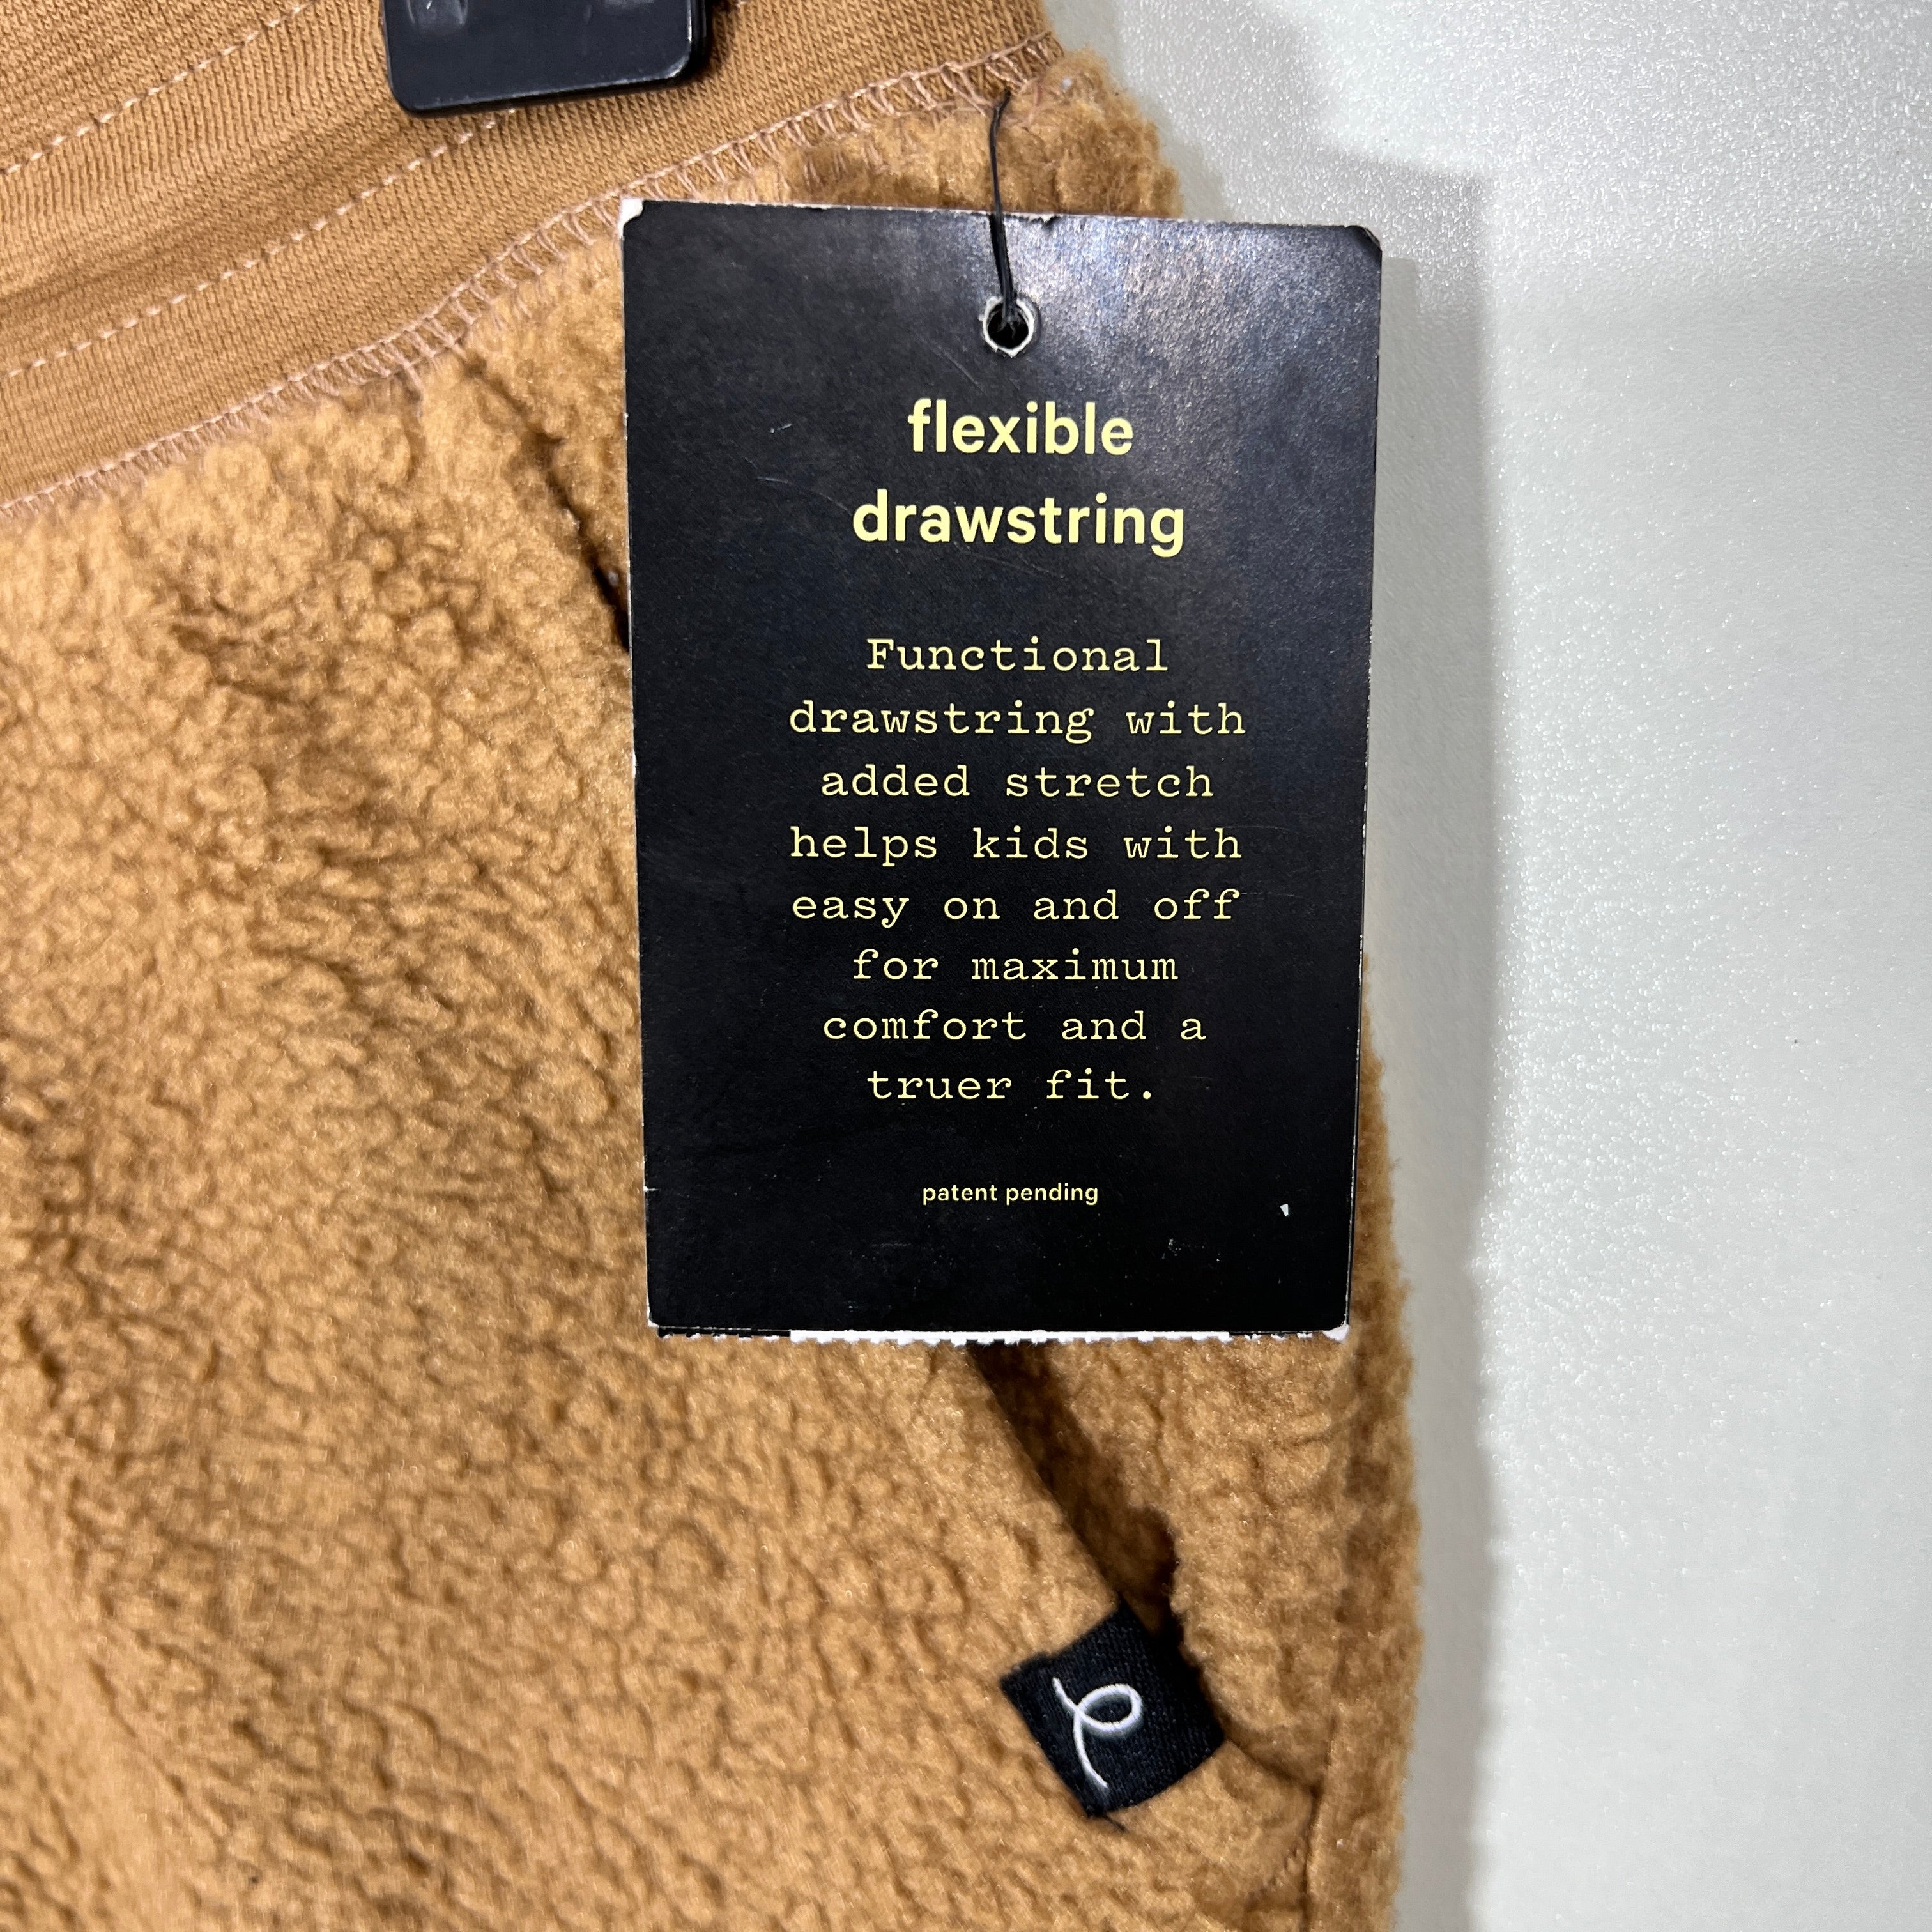 flexible
drawstring
Functional
drawstring with
added stretch
helps kids with
easy on and off
for maximum
comfort and a
truer fit.
patent pending